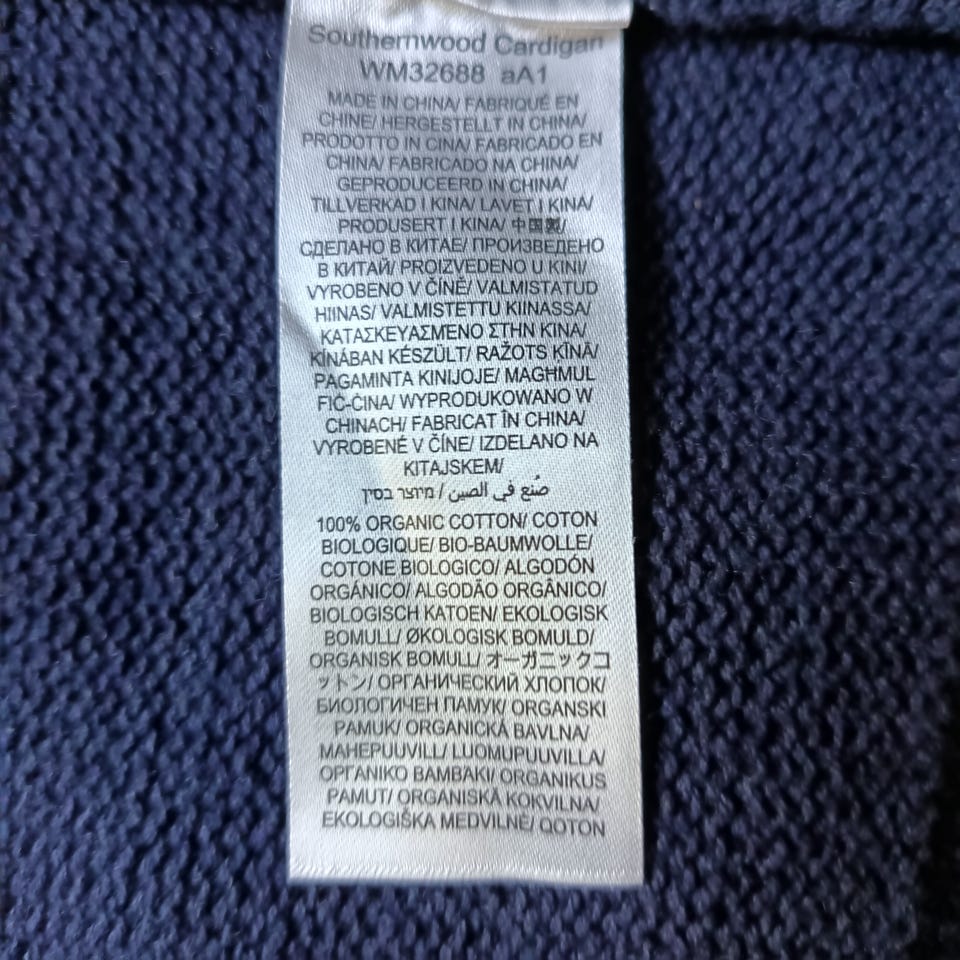 Southernwood Cardigan
WM32688 aA1
MADE IN CHINA/ FABRIQUÉ EN
CHINE/ HERGESTELLT IN CHINA/
PRODOTTO IN CINA/ FABRICADO EN
CHINA/ FABRICADO NA CHINA/
GEPRODUCEERD IN CHINA/
TILLVERKAD I KINA/ LAVET I KINA/
PRODUSERT I KINA/ 中国製/
СДЕЛАНО В КИТАЕ/ ПРОИЗВЕДЕНО
В КИТАЙ/ PROIZVEDENO U KINI/
VYROBENO V ČÍNĚ/ VALMISTATUD
HIINAS/ VALMISTETTU KIINASSA/
ΚΑΤΑΣΚΕΥΑΣΜΕΝΟ ΣΤΗΝ ΚΙΝΑ/
KÍNÁBAN KÉSZÜLT/ RAŽOTS ĶĪNĀ/
PAGAMINTA KINIJOJE/ MAGĦMUL
FIĊ-ĊINA/ WYPRODUKOWANO W
CHINACH/ FABRICAT ÎN CHINA/
VYROBENÉ V ČÍNE/ IZDELANO NA
KITAJSKEM/
صُنع في الصين / מיוצר בסין
100% ORGANIC COTTON/ COTON
BIOLOGIQUE/ BIO-BAUMWOLLE/
COTONE BIOLOGICO/ ALGODÓN
ORGÁNICO/ ALGODÃO ORGÂNICO/
BIOLOGISCH KATOEN/ EKOLOGISK
BOMULL/ ØKOLOGISK BOMULD/
ORGANISK BOMULL/ オーガニックコ
ットン/ ОРГАНИЧЕСКИЙ ХЛОПОК/
БИОЛОГИЧЕН ПАМУК/ ORGANSKI
PAMUK/ ORGANICKÁ BAVLNA/
MAHEPUUVILL/ LUOMUPUUVILLA/
ΟΡΓΑΝΙΚΟ ΒΑΜΒΑΚΙ/ ORGANIKUS
PAMUT/ ORGANISKĀ KOKVILNA/
EKOLOGIŠKA MEDVILNĖ/ QOTON